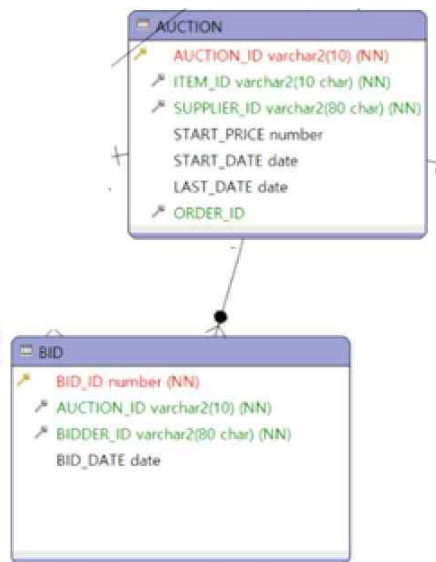 AUCTION
AUCTION_ID varchar2(10) (NN)
ITEM_ID varchar2(10 char) (NN)
SUPPLIER_ID varchar2(80 char) (NN)
START_PRICE number
START_DATE date
LAST_DATE date
ORDER_ID
BID
BID_ID number (NN)
AUCTION_ID varchar2(10) (NN)
BIDDER_ID varchar2(80 char) (NN)
BID_DATE date